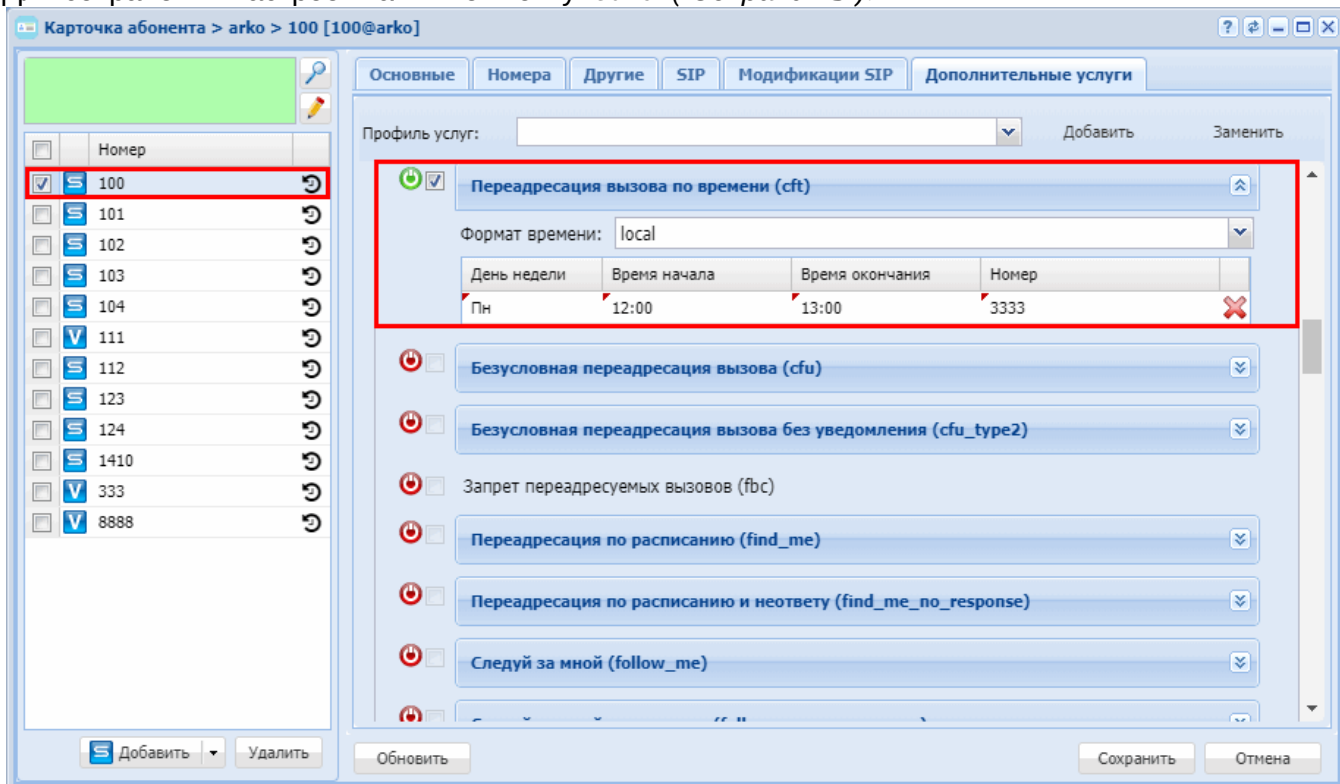 Карточка абонента > arko > 100 [100@arko]
Основные Номера Другие SIP Модификации SIP Дополнительные услуги
Профиль услуг: Добавить Заменить
Номер
100
101
102
103
104
111
112
123
124
1410
333
8888
Переадресация вызова по времени (cft)
Формат времени: local
День недели Время начала Время окончания Номер
Пн 12:00 13:00 3333
Безусловная переадресация вызова (cfu)
Безусловная переадресация вызова без уведомления (cfu_type2)
Запрет переадресуемых вызовов (fbc)
Переадресация по расписанию (find_me)
Переадресация по расписанию и неответу (find_me_no_response)
Следуй за мной (follow_me)
Добавить Удалить
Обновить Сохранить Отмена